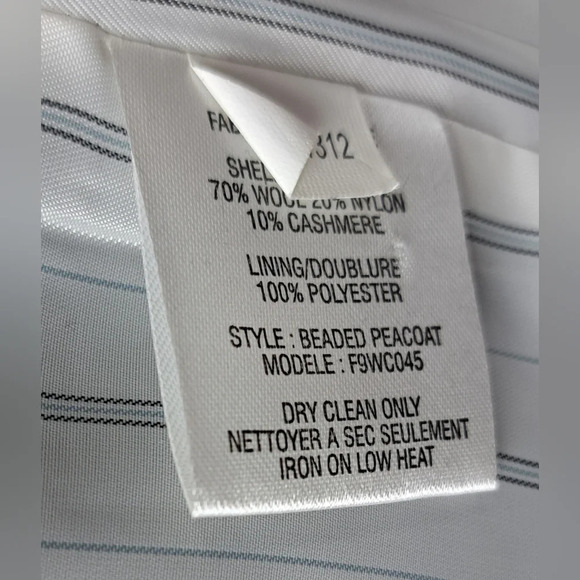 312
70% WOOL 20% NYLON
10% CASHMERE
LINING/DOUBLURE
100% POLYESTER
STYLE : BEADED PEACOAT
MODELE : F9WC045
DRY CLEAN ONLY
NETTOYER A SEC SEULEMENT
IRON ON LOW HEAT